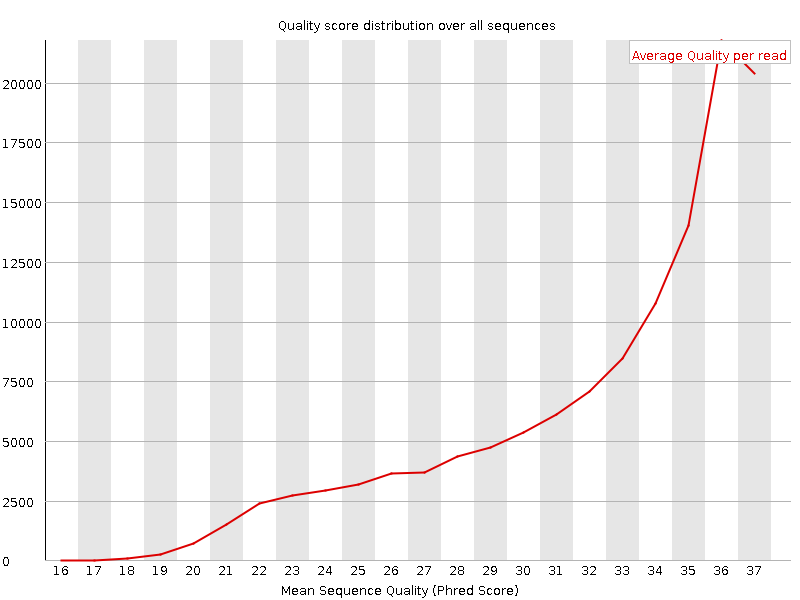 Quality score distribution over all sequences
Average Quality per read
20000
17500
15000
12500
10000
7500
5000
2500
0
16 17 18 19 20 21 22 23 24 25 26 27 28 29 30 31 32 33 34 35 36 37
Mean Sequence Quality (Phred Score)